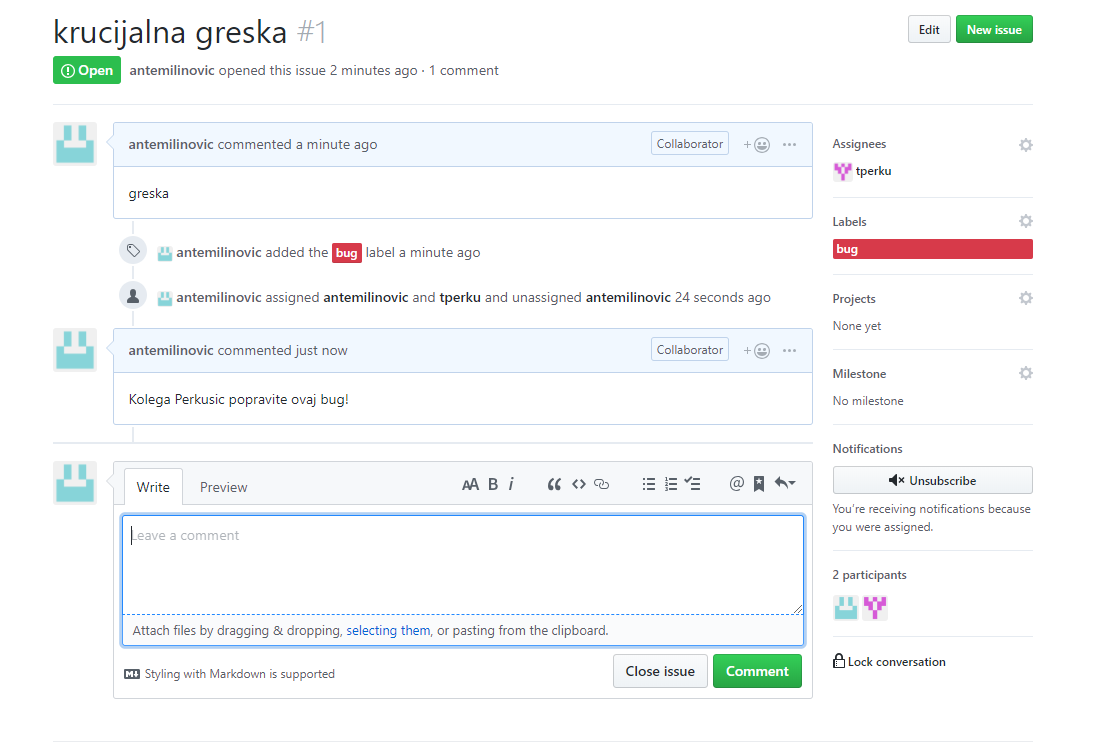 krucijalna greska #1
Edit
New issue
Open
antemilinovic opened this issue 2 minutes ago · 1 comment
antemilinovic commented a minute ago
Collaborator
greska
antemilinovic added the bug label a minute ago
antemilinovic assigned antemilinovic and tperku and unassigned antemilinovic 24 seconds ago
antemilinovic commented just now
Collaborator
Kolega Perkusic popravite ovaj bug!
Write
Preview
AA B i
Leave a comment
Attach files by dragging & dropping, selecting them, or pasting from the clipboard.
Styling with Markdown is supported
Close issue
Comment
Assignees
tperku
Labels
bug
Projects
None yet
Milestone
No milestone
Notifications
Unsubscribe
You're receiving notifications because
you were assigned.
2 participants
Lock conversation